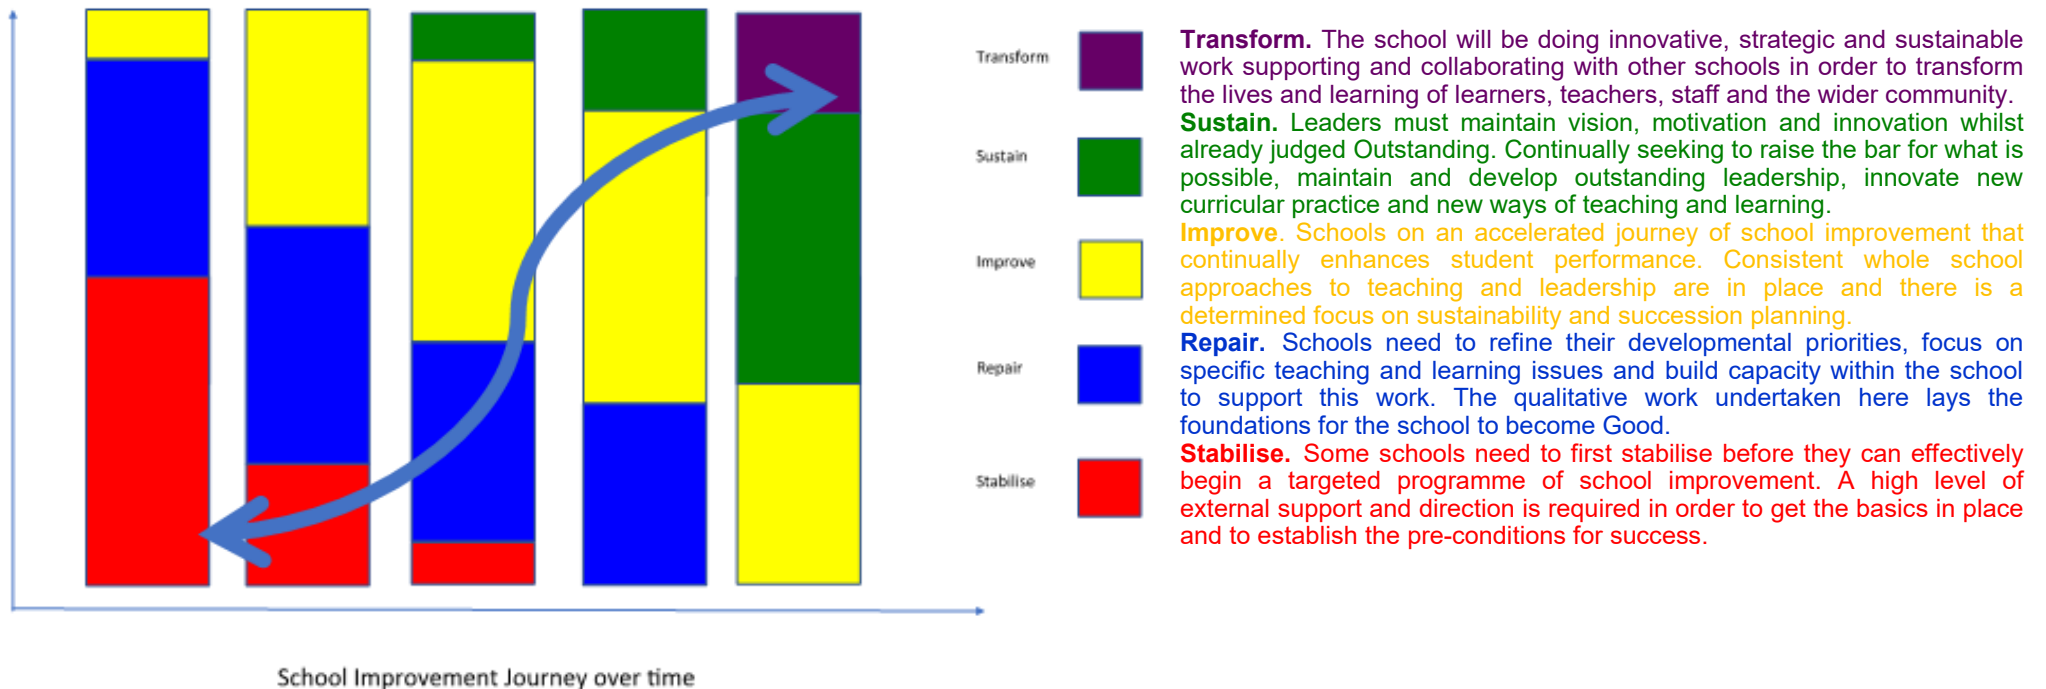 Transform
Sustain
Improve
Repair
Stabilise
School Improvement Journey over time
Transform. The school will be doing innovative, strategic and sustainable
work supporting and collaborating with other schools in order to transform
the lives and learning of learners, teachers, staff and the wider community.
Sustain. Leaders must maintain vision, motivation and innovation whilst
already judged Outstanding. Continually seeking to raise the bar for what is
possible, maintain and develop outstanding leadership, innovate new
curricular practice and new ways of teaching and learning.
Improve. Schools on an accelerated journey of school improvement that
continually enhances student performance. Consistent whole school
approaches to teaching and leadership are in place and there is a
determined focus on sustainability and succession planning.
Repair. Schools need to refine their developmental priorities, focus on
specific teaching and learning issues and build capacity within the school
to support this work. The qualitative work undertaken here lays the
foundations for the school to become Good.
Stabilise. Some schools need to first stabilise before they can effectively
begin a targeted programme of school improvement. A high level of
external support and direction is required in order to get the basics in place
and to establish the pre-conditions for success.